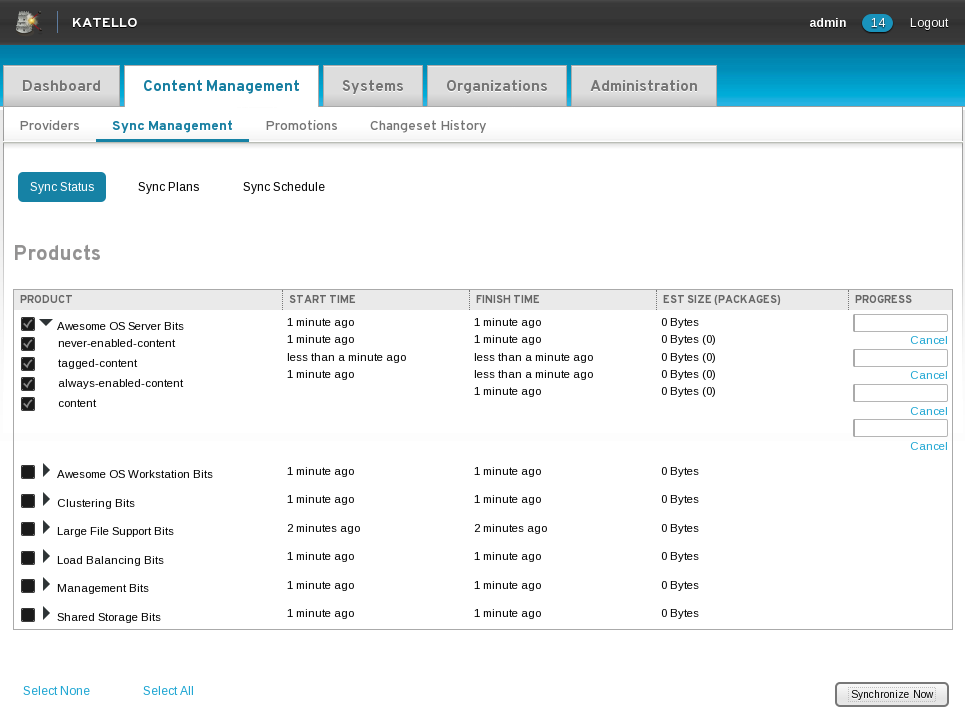 KATELLO admin 14 Logout
Dashboard Content Management Systems Organizations Administration
Providers Sync Management Promotions Changeset History
Sync Status Sync Plans Sync Schedule
Products
PRODUCT START TIME FINISH TIME EST SIZE (PACKAGES) PROGRESS
Awesome OS Server Bits 1 minute ago 1 minute ago 0 Bytes
never-enabled-content 1 minute ago 1 minute ago 0 Bytes (0) Cancel
tagged-content less than a minute ago less than a minute ago 0 Bytes (0)
always-enabled-content 1 minute ago less than a minute ago 0 Bytes (0) Cancel
content 1 minute ago 0 Bytes (0) Cancel
Cancel
Awesome OS Workstation Bits 1 minute ago 1 minute ago 0 Bytes
Clustering Bits 1 minute ago 1 minute ago 0 Bytes
Large File Support Bits 2 minutes ago 2 minutes ago 0 Bytes
Load Balancing Bits 1 minute ago 1 minute ago 0 Bytes
Management Bits 1 minute ago 1 minute ago 0 Bytes
Shared Storage Bits 1 minute ago 1 minute ago 0 Bytes
Select None Select All Synchronize Now